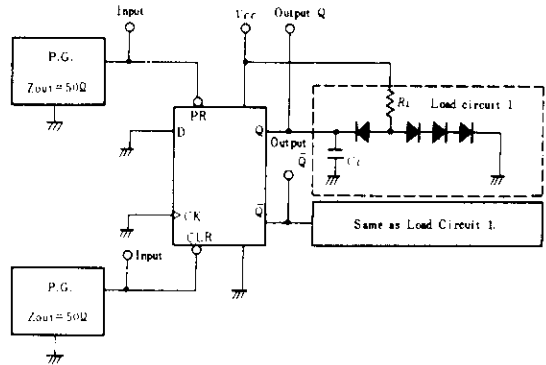 Input
Vcc
Output Q
P.G.
Zout=50Ω
PR
RL
Load circuit 1
D
Q
Output
Q̅
CL
CK
Q̅
Same as Load Circuit 1.
CLR
Input
P.G.
Zout=50Ω